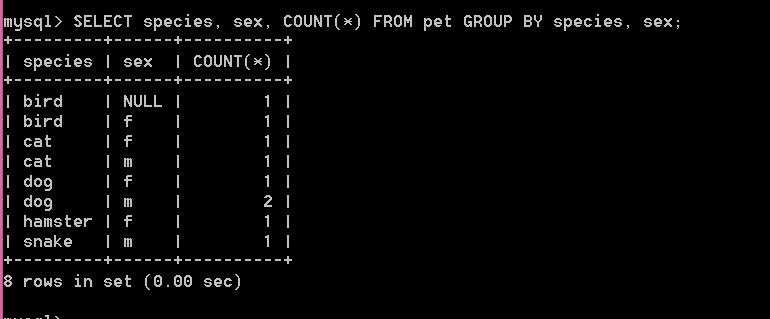 mysql> SELECT species, sex, COUNT(*) FROM pet GROUP BY species, sex;
+---------+------+----------+
| species | sex  | COUNT(*) |
+---------+------+----------+
| bird    | NULL |        1 |
| bird    | f    |        1 |
| cat     | f    |        1 |
| cat     | m    |        1 |
| dog     | f    |        1 |
| dog     | m    |        2 |
| hamster | f    |        1 |
| snake   | m    |        1 |
+---------+------+----------+
8 rows in set (0.00 sec)
mysql>